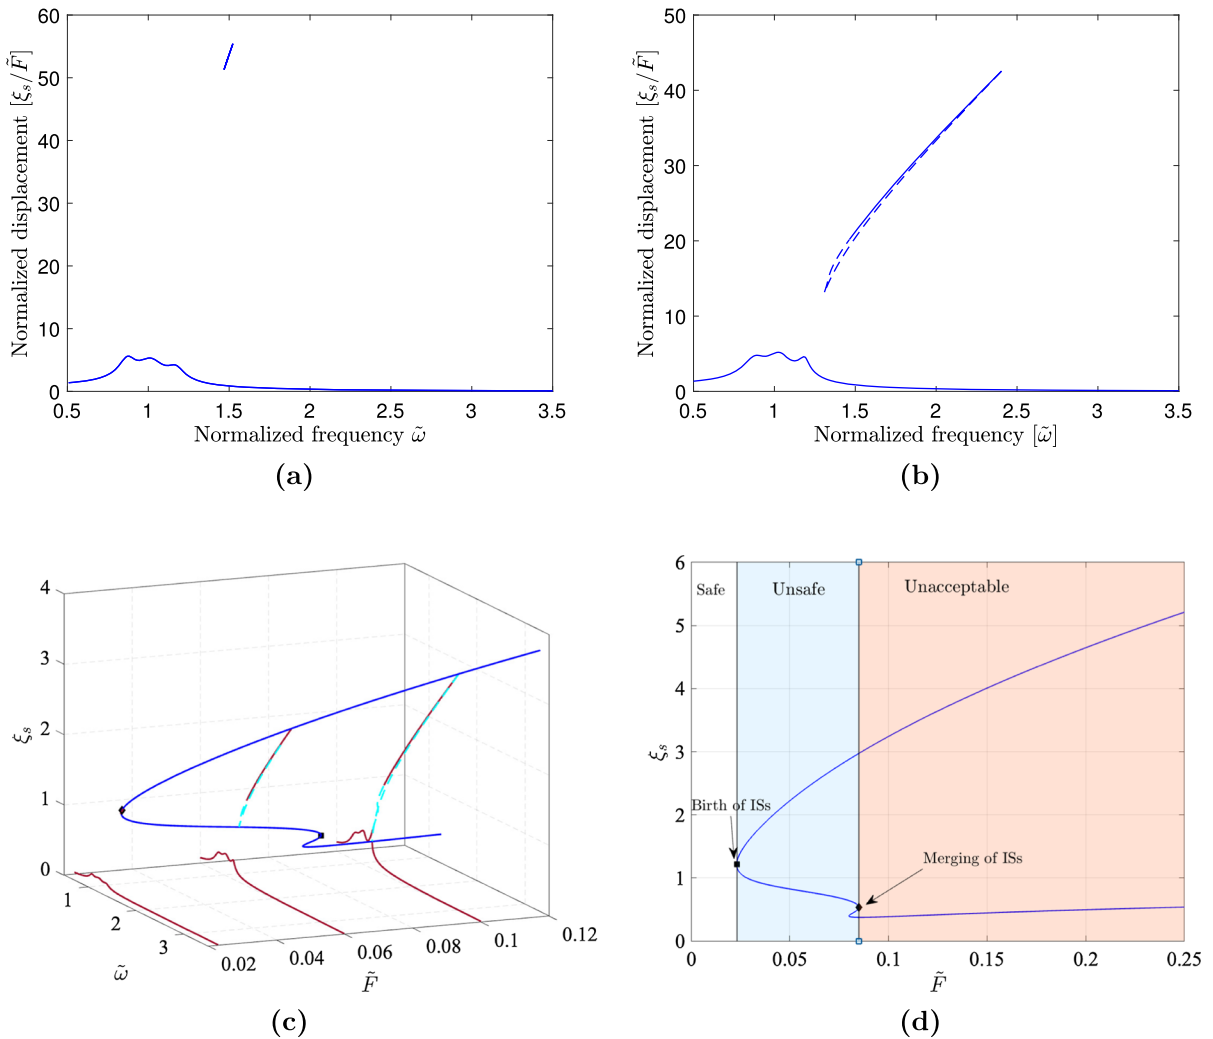 60
50
40
30
20
10
0
0.5 1 1.5 2 2.5 3 3.5
Normalized displacement [ξₛ/F̃]
Normalized frequency ω̃
(a)
50
40
30
20
10
0
0.5 1 1.5 2 2.5 3 3.5
Normalized displacement [ξₛ/F̃]
Normalized frequency [ω̃]
(b)
4
3
2
1
0
ξₛ
1
2
3
ω̃
0.02 0.04 0.06 0.08 0.1 0.12
F̃
(c)
6
5
4
3
2
1
0
ξₛ
Safe Unsafe Unacceptable
Birth of ISs
Merging of ISs
0 0.05 0.1 0.15 0.2 0.25
F̃
(d)